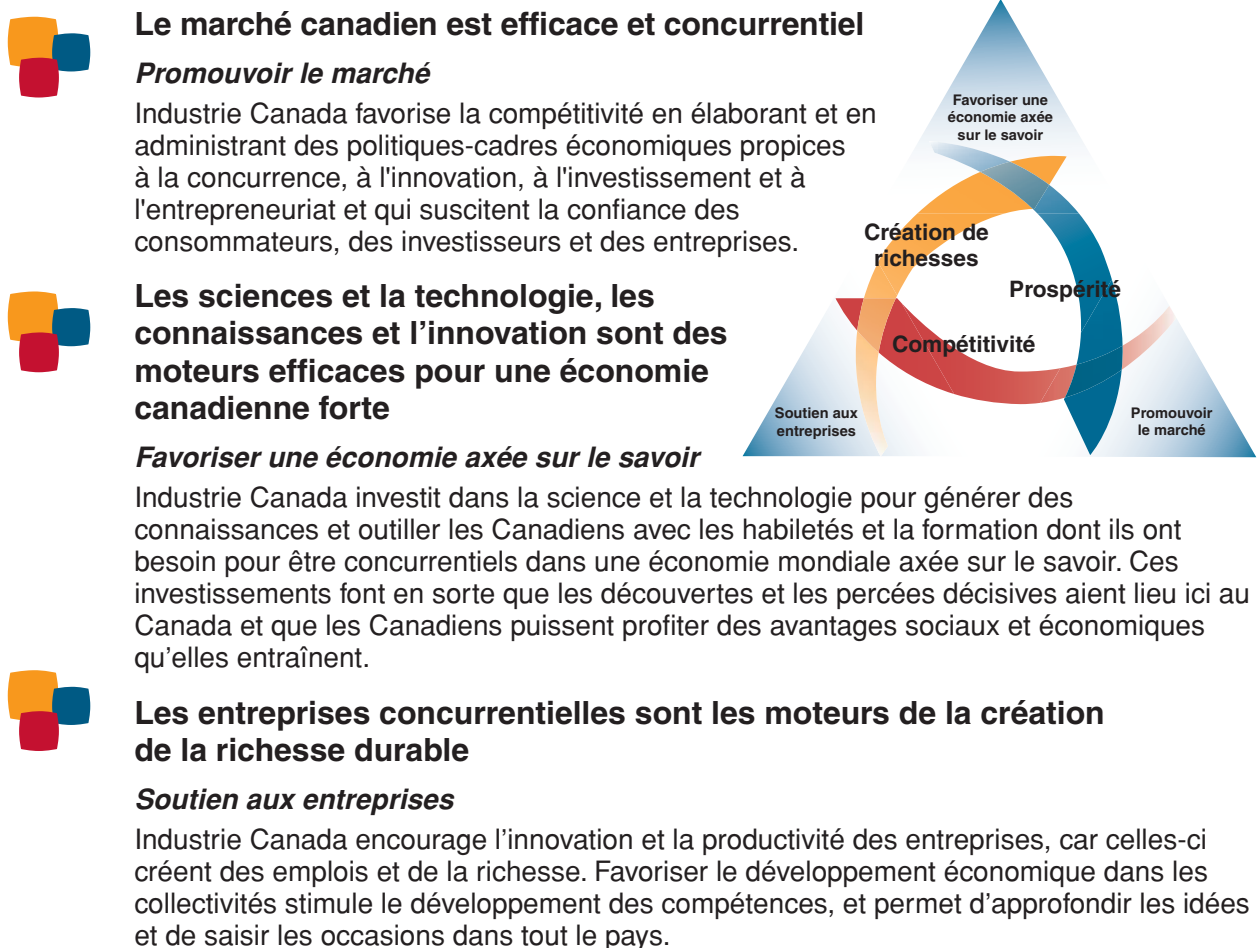 Le marché canadien est efficace et concurrentiel
Promouvoir le marché
Industrie Canada favorise la compétitivité en élaborant et en
administrant des politiques-cadres économiques propices
à la concurrence, à l'innovation, à l'investissement et à
l'entrepreneuriat et qui suscitent la confiance des
consommateurs, des investisseurs et des entreprises.
Favoriser une
économie axée
sur le savoir
Création de
richesses
Prospérité
Compétitivité
Soutien aux
entreprises
Promouvoir
le marché
Les sciences et la technologie, les
connaissances et l’innovation sont des
moteurs efficaces pour une économie
canadienne forte
Favoriser une économie axée sur le savoir
Industrie Canada investit dans la science et la technologie pour générer des
connaissances et outiller les Canadiens avec les habiletés et la formation dont ils ont
besoin pour être concurrentiels dans une économie mondiale axée sur le savoir. Ces
investissements font en sorte que les découvertes et les percées décisives aient lieu ici au
Canada et que les Canadiens puissent profiter des avantages sociaux et économiques
qu’elles entraînent.
Les entreprises concurrentielles sont les moteurs de la création
de la richesse durable
Soutien aux entreprises
Industrie Canada encourage l’innovation et la productivité des entreprises, car celles-ci
créent des emplois et de la richesse. Favoriser le développement économique dans les
collectivités stimule le développement des compétences, et permet d’approfondir les idées
et de saisir les occasions dans tout le pays.